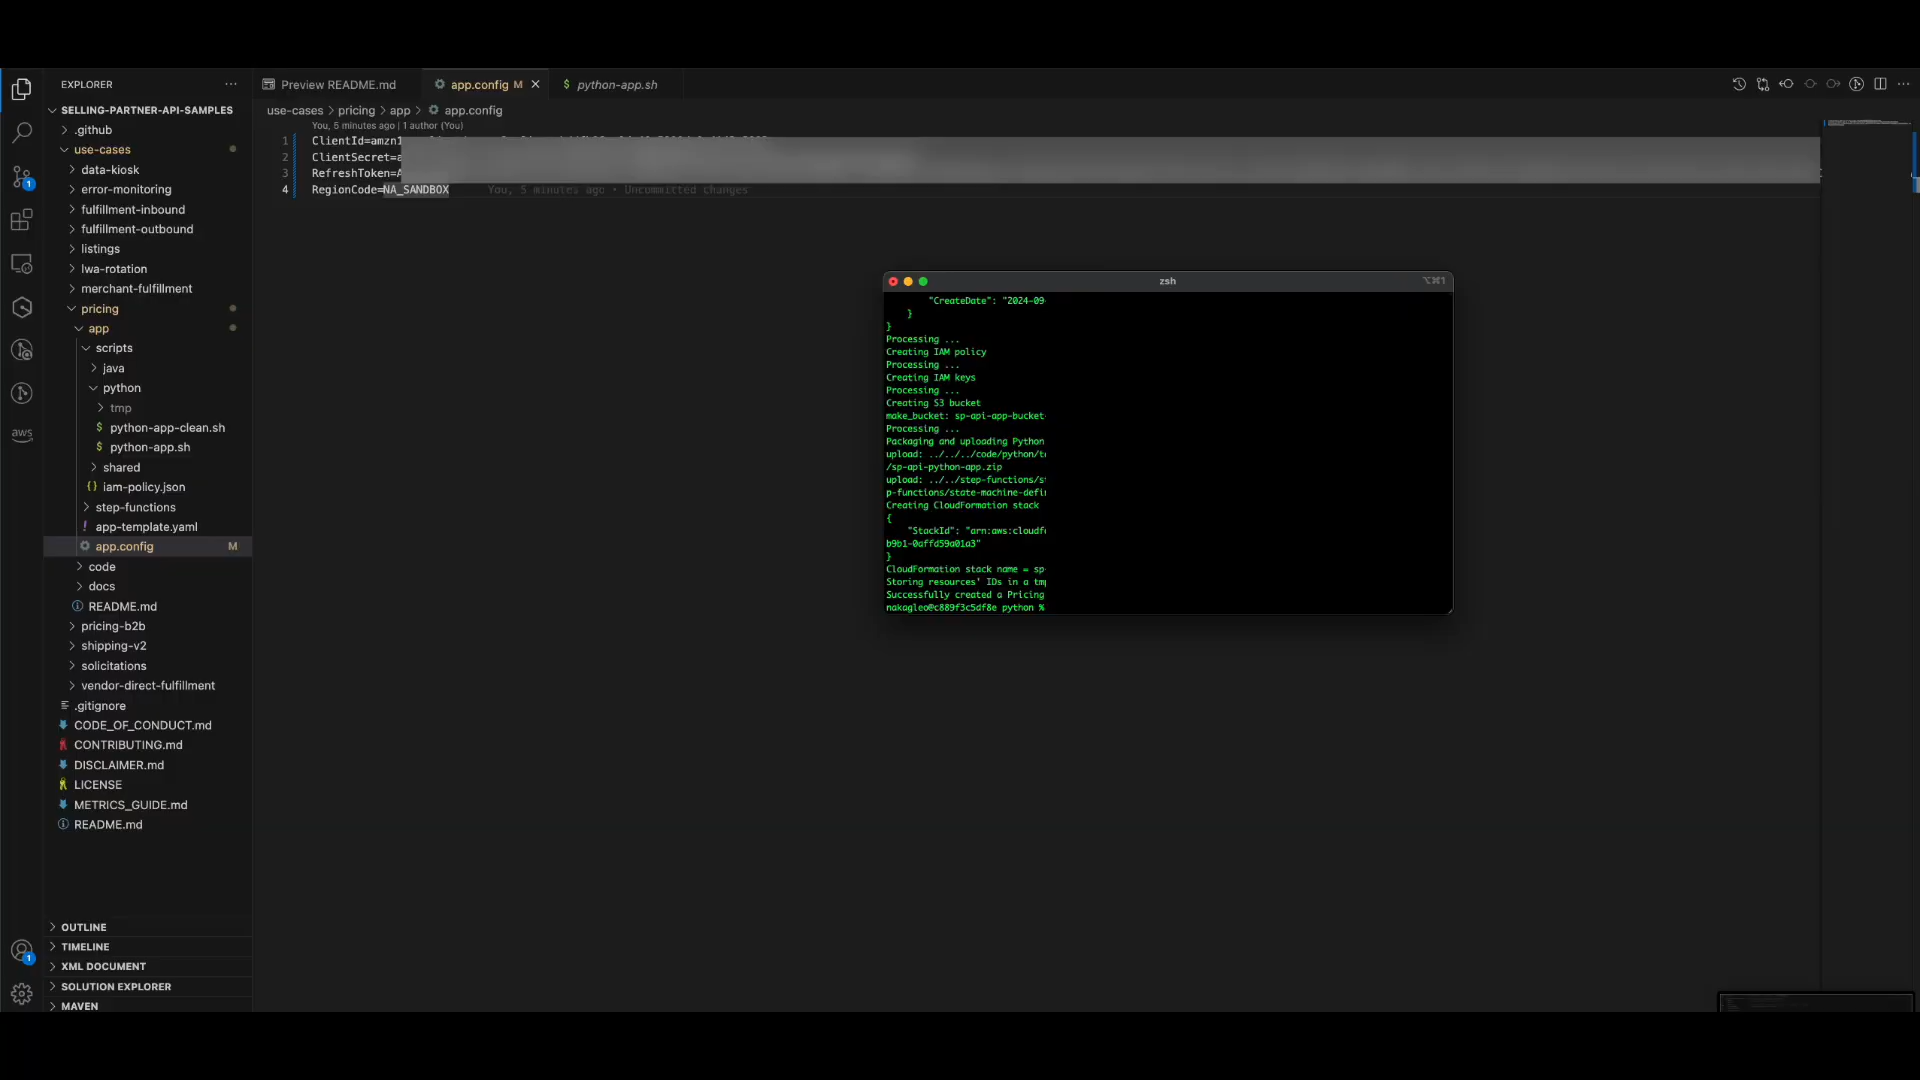 EXPLORER
SELLING-PARTNER-API-SAMPLES
.github
use-cases
data-kiosk
error-monitoring
fulfillment-inbound
fulfillment-outbound
listings
lwa-rotation
merchant-fulfillment
pricing
app
scripts
java
python
tmp
$ python-app-clean.sh
$ python-app.sh
shared
{} iam-policy.json
step-functions
! app-template.yaml
app.config M
code
docs
README.md
pricing-b2b
shipping-v2
solicitations
vendor-direct-fulfillment
.gitignore
CODE_OF_CONDUCT.md
CONTRIBUTING.md
DISCLAIMER.md
LICENSE
METRICS_GUIDE.md
README.md
OUTLINE
TIMELINE
XML DOCUMENT
SOLUTION EXPLORER
MAVEN
1
1
aws
Preview README.md
app.config M
$ python-app.sh
use-cases > pricing > app > app.config
You, 5 minutes ago | 1 author (You)
1 ClientId=amzn1
2 ClientSecret=a
3 RefreshToken=A
4 RegionCode=NA_SANDBOX You, 5 minutes ago • Uncommitted changes
zsh
⌥⌘1
"CreateDate": "2024-09-
}
}
Processing ...
Creating IAM policy
Processing ...
Creating IAM keys
Processing ...
Creating S3 bucket
make_bucket: sp-api-app-bucket-
Processing ...
Packaging and uploading Python
upload: ../../../code/python/t
/sp-api-python-app.zip
upload: ../../step-functions/s
p-functions/state-machine-defi
Creating CloudFormation stack
{
"StackId": "arn:aws:cloudf
b9b1-0affd59a01a3"
}
CloudFormation stack name = sp-
Storing resources' IDs in a tmp
Successfully created a Pricing
nakagleo@c889f3c5df8e python %